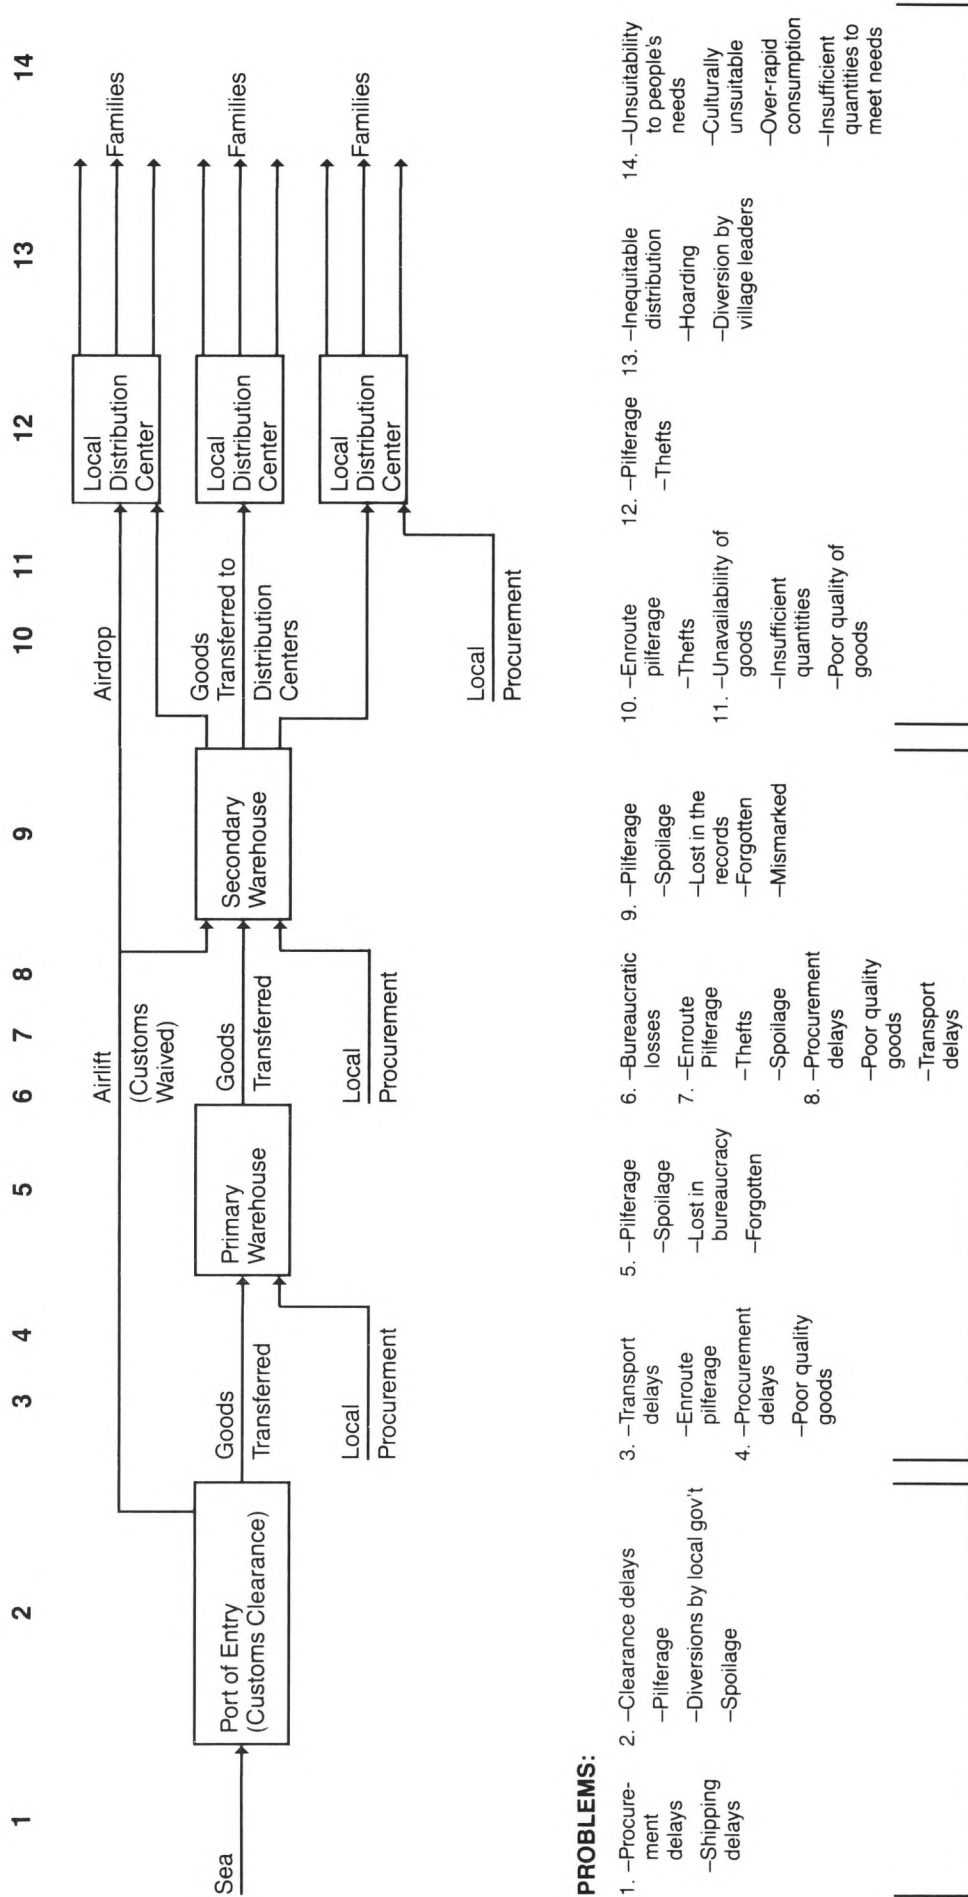 1
2
3
4
5
6
7
8
9
10
11
12
13
14
Sea
Port of Entry
(Customs Clearance)
Goods
Transferred
Local
Procurement
Primary
Warehouse
Airlift
(Customs
Waived)
Goods
Transferred
Local
Procurement
Secondary
Warehouse
Airdrop
Goods
Transferred to
Distribution
Centers
Local
Procurement
Local
Distribution
Center
Local
Distribution
Center
Local
Distribution
Center
Families
Families
Families
PROBLEMS:
1. –Procure-
ment
delays
–Shipping
delays
2. –Clearance delays
–Pilferage
–Diversions by local gov't
–Spoilage
3. –Transport
delays
–Enroute
pilferage
4. –Procurement
delays
–Poor quality
goods
5. –Pilferage
–Spoilage
–Lost in
bureaucracy
–Forgotten
6. –Bureaucratic
losses
7. –Enroute
Pilferage
–Thefts
–Spoilage
8. –Procurement
delays
–Poor quality
goods
–Transport
delays
9. –Pilferage
–Spoilage
–Lost in the
records
–Forgotten
–Mismarked
10. –Enroute
pilferage
–Thefts
11. –Unavailability of
goods
–Insufficient
quantities
–Poor quality of
goods
12. –Pilferage
–Thefts
13. –Inequitable
distribution
–Hoarding
–Diversion by
village leaders
14. –Unsuitability
to people's
needs
–Culturally
unsuitable
–Over-rapid
consumption
–Insufficient
quantities to
meet needs